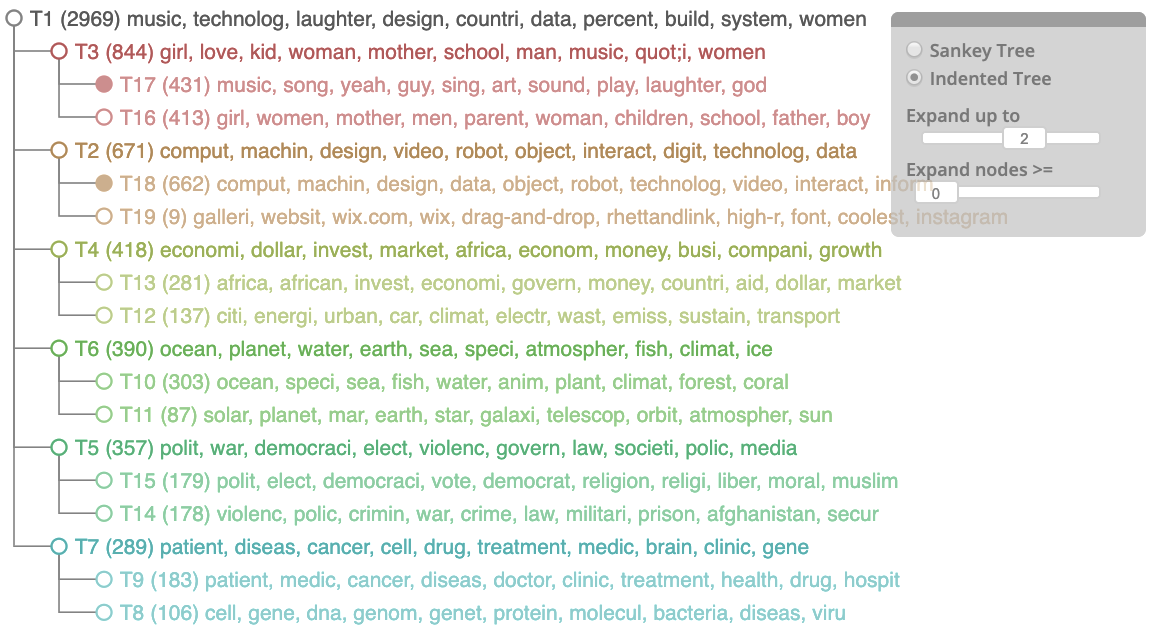 T1 (2969) music, technolog, laughter, design, countri, data, percent, build, system, women
T3 (844) girl, love, kid, woman, mother, school, man, music, quot;i, women
T17 (431) music, song, yeah, guy, sing, art, sound, play, laughter, god
T16 (413) girl, women, mother, men, parent, woman, children, school, father, boy
T2 (671) comput, machin, design, video, robot, object, interact, digit, technolog, data
T18 (662) comput, machin, design, data, object, robot, technolog, video, interact, inform
T19 (9) galleri, websit, wix.com, wix, drag-and-drop, rhettandlink, high-r, font, coolest, instagram
T4 (418) economi, dollar, invest, market, africa, econom, money, busi, compani, growth
T13 (281) africa, african, invest, economi, govern, money, countri, aid, dollar, market
T12 (137) citi, energi, urban, car, climat, electr, wast, emiss, sustain, transport
T6 (390) ocean, planet, water, earth, sea, speci, atmospher, fish, climat, ice
T10 (303) ocean, speci, sea, fish, water, anim, plant, climat, forest, coral
T11 (87) solar, planet, mar, earth, star, galaxi, telescop, orbit, atmospher, sun
T5 (357) polit, war, democraci, elect, violenc, govern, law, societi, polic, media
T15 (179) polit, elect, democraci, vote, democrat, religion, religi, liber, moral, muslim
T14 (178) violenc, polic, crimin, war, crime, law, militari, prison, afghanistan, secur
T7 (289) patient, diseas, cancer, cell, drug, treatment, medic, brain, clinic, gene
T9 (183) patient, medic, cancer, diseas, doctor, clinic, treatment, health, drug, hospit
T8 (106) cell, gene, dna, genom, genet, protein, molecul, bacteria, diseas, viru
Sankey Tree
Indented Tree
Expand up to
2
Expand nodes >=
0